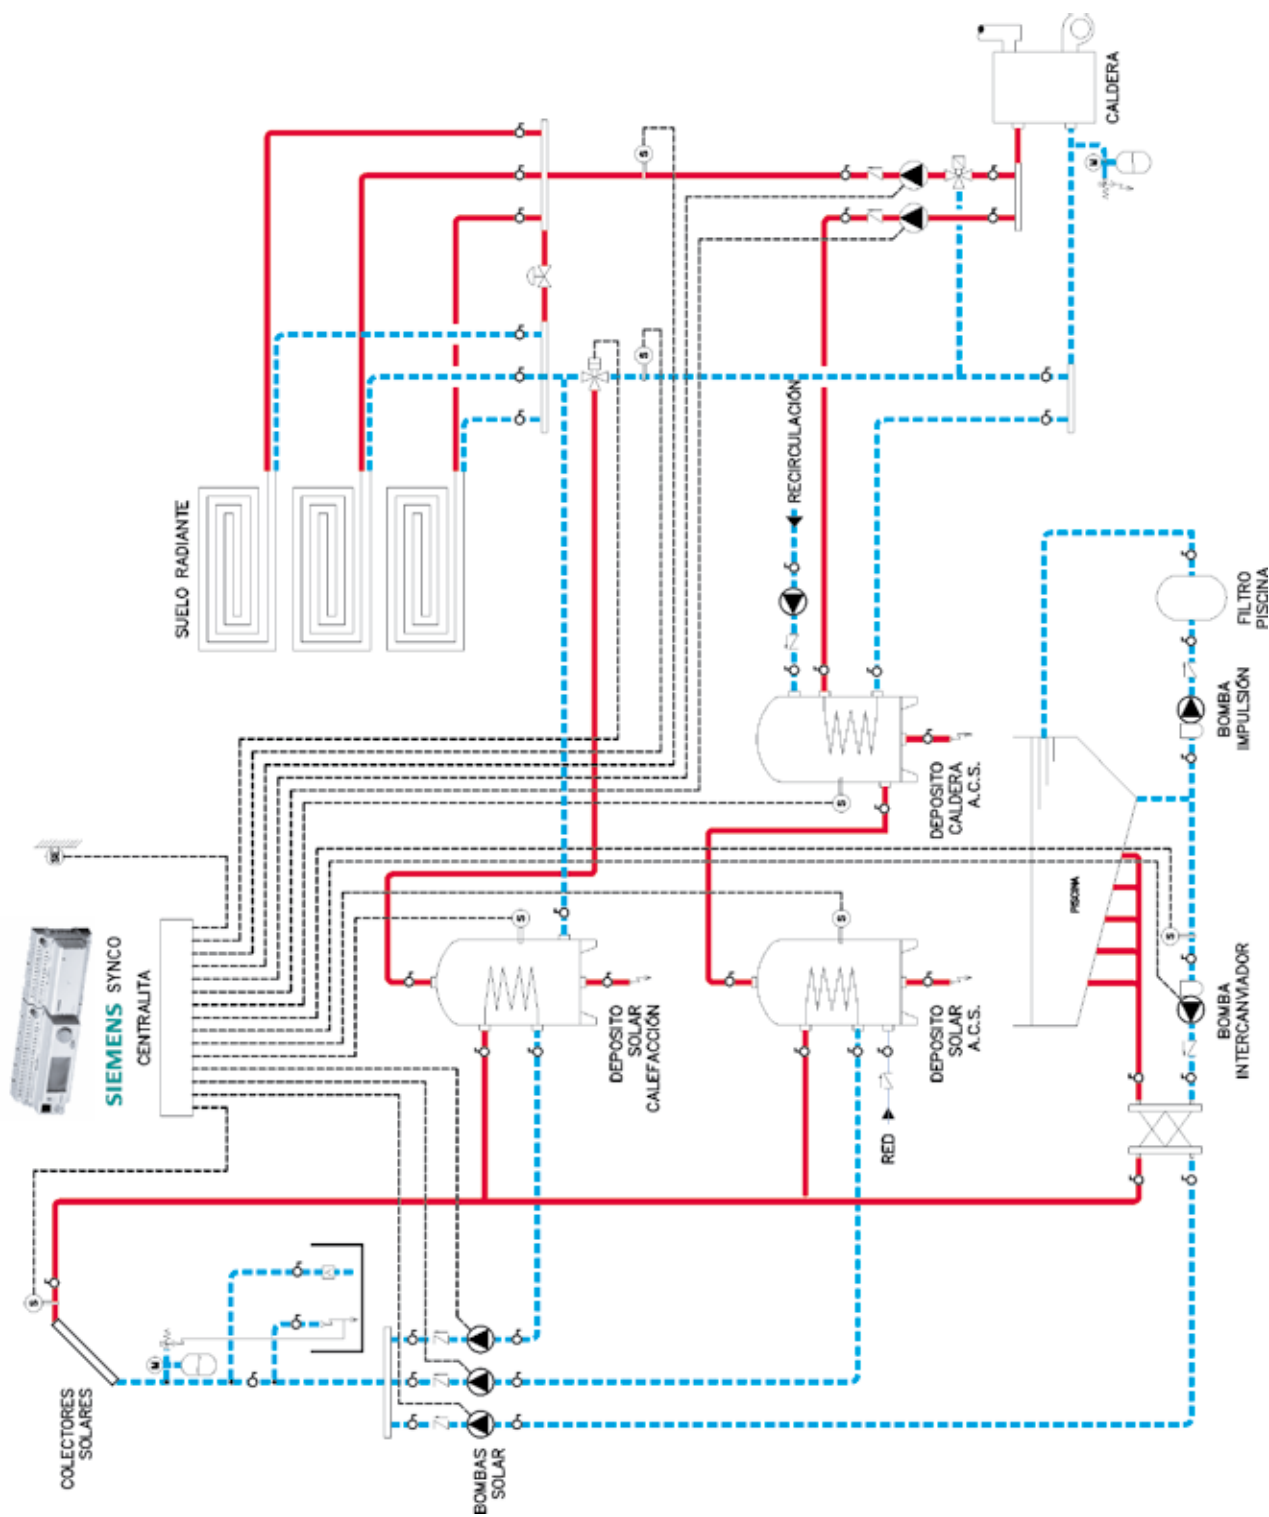 COLECTORES
SOLARES
S
SE
SIEMENS SYNCO
CENTRALITA
M
A
SUELO RADIANTE
BOMBAS
SOLAR
S
DEPOSITO
SOLAR
CALEFACCIÓN
S
S
RECIRCULACIÓN
S
S
RED
DEPOSITO
SOLAR
A.C.S.
DEPOSITO
CALDERA
A.C.S.
PISCINA
M
CALDERA
S
BOMBA
INTERCANVIADOR
BOMBA
IMPULSIÓN
FILTRO
PISCINA